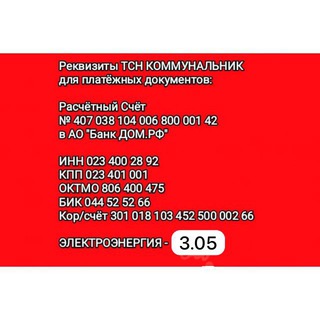 Реквизиты ТСН КОММУНАЛЬНИК
для платёжных документов:
Расчётный Счёт
№ 407 038 104 006 800 001 42
в АО "Банк ДОМ.РФ"
ИНН 023 400 28 92
КПП 023 401 001
ОКТМО 806 400 475
БИК 044 52 52 66
Кор/счёт 301 018 103 452 500 002 66
ЭЛЕКТРОЭНЕРГИЯ - 3.05